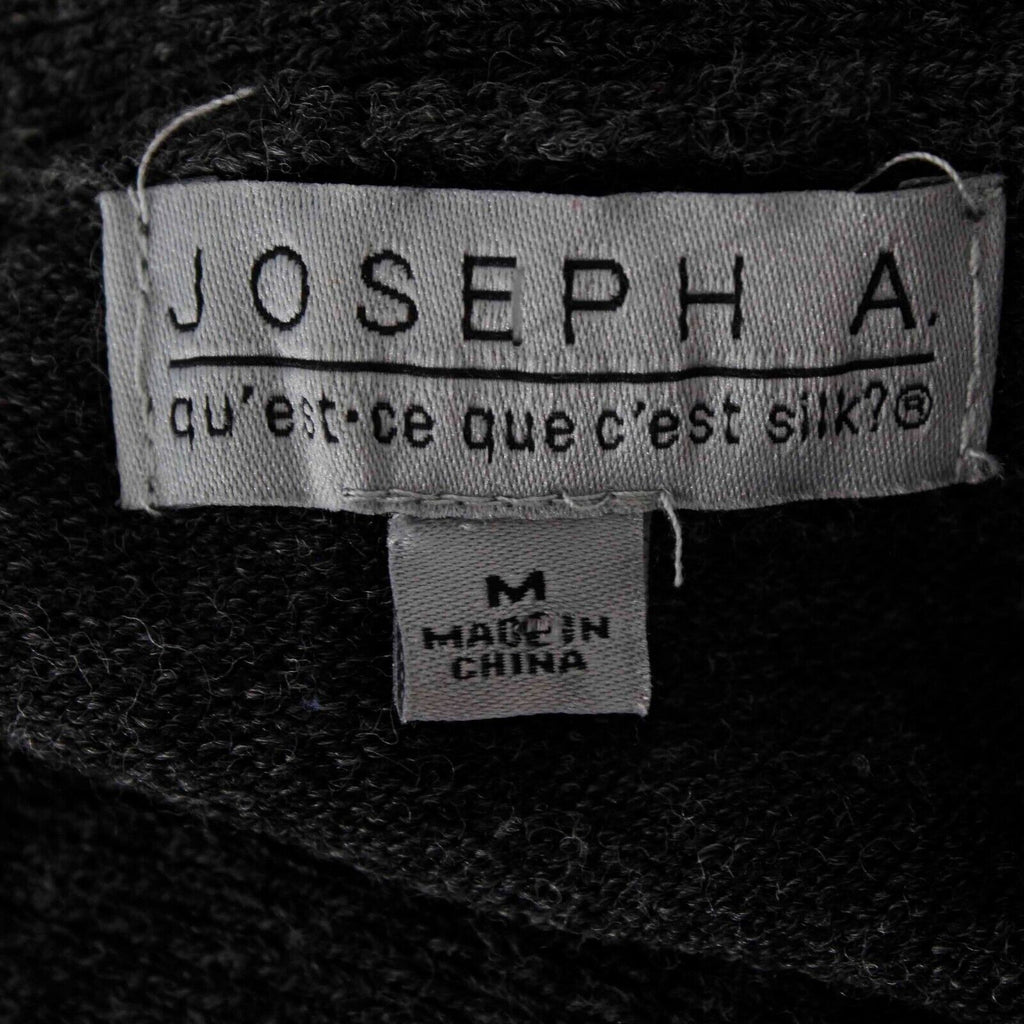 JOSEPH A.
qu'est·ce que c'est silk?®
M
MADE IN
CHINA